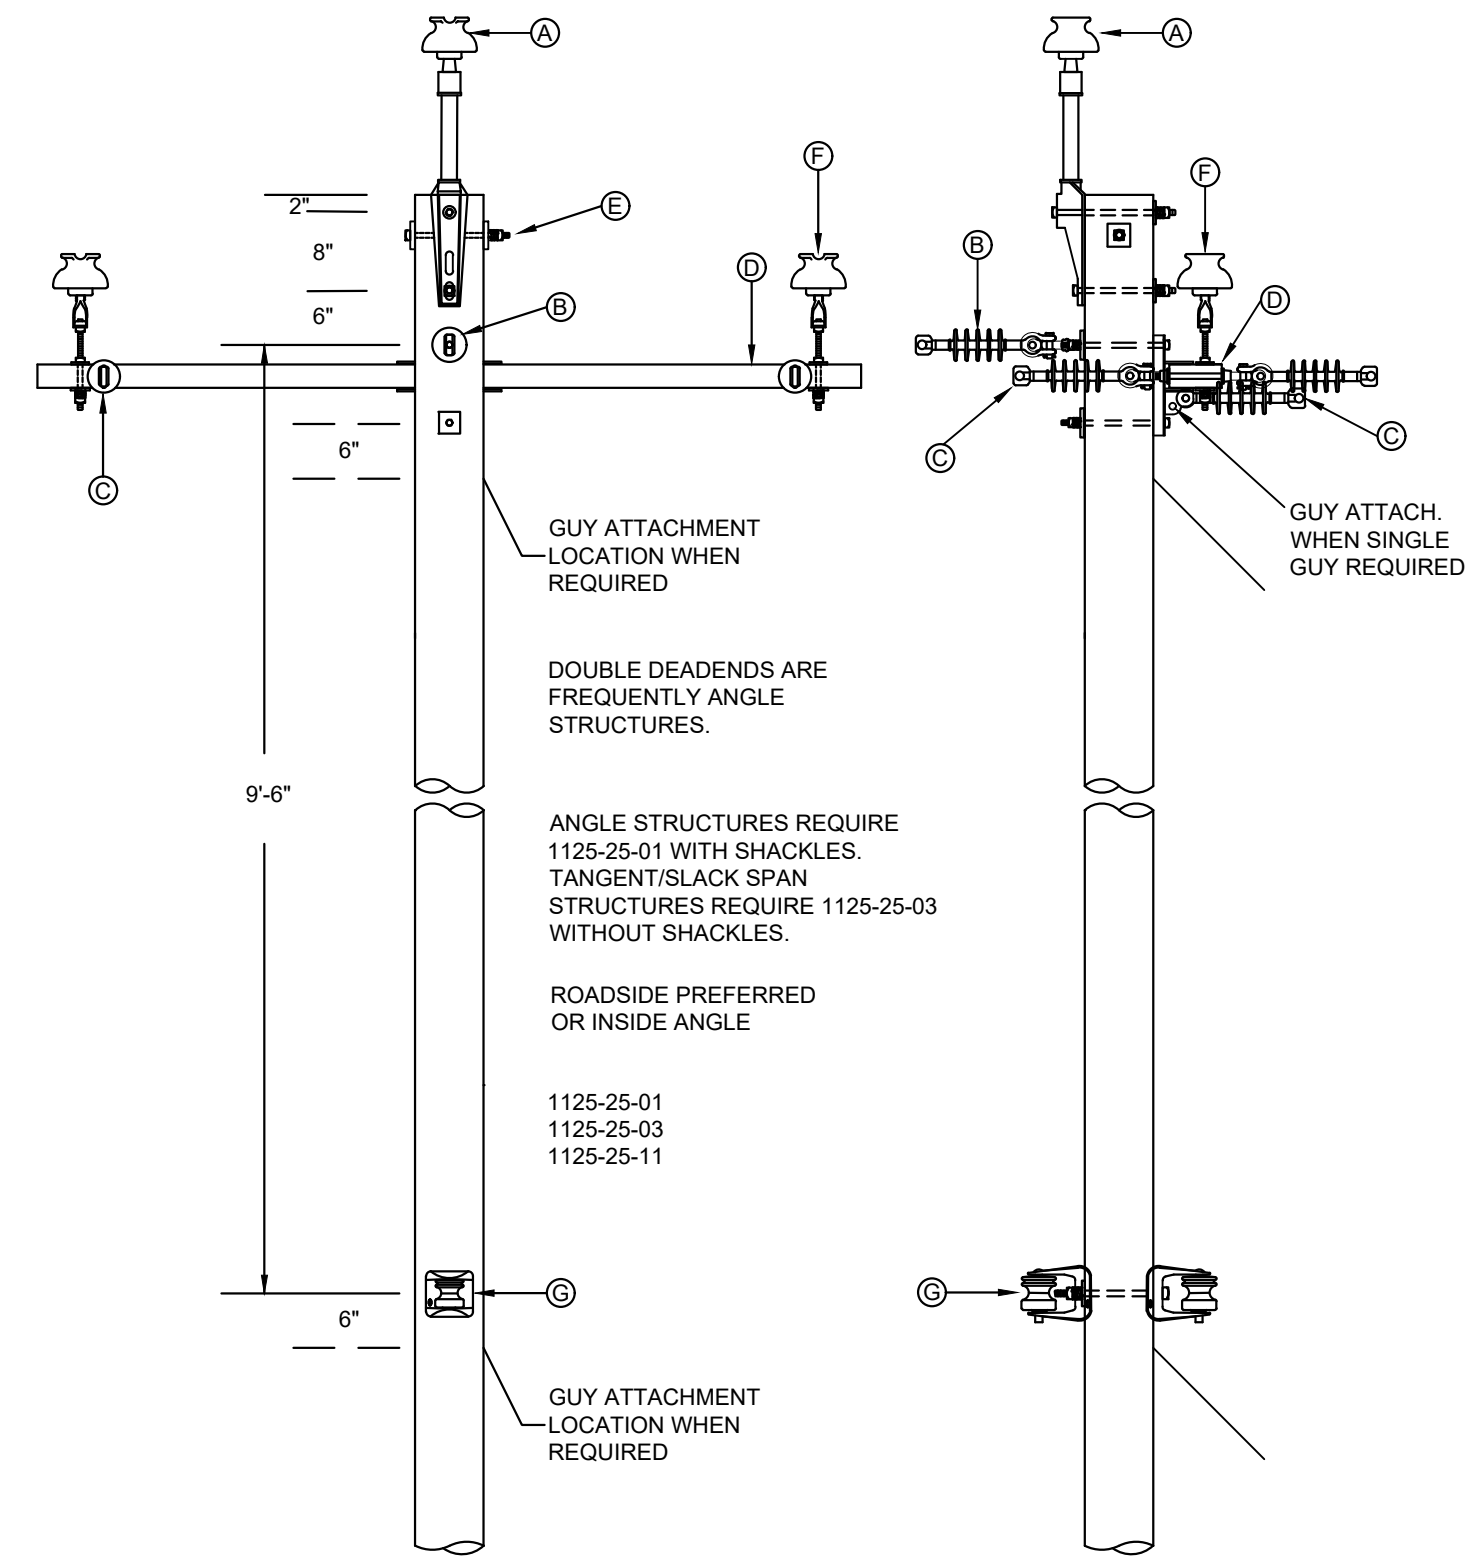 A
A
F
F
2"
E
8"
B
D
6"
B
D
C
C
6"
C
GUY ATTACHMENT
LOCATION WHEN
REQUIRED
GUY ATTACH.
WHEN SINGLE
GUY REQUIRED
DOUBLE DEADENDS ARE
FREQUENTLY ANGLE
STRUCTURES.
9'-6"
ANGLE STRUCTURES REQUIRE
1125-25-01 WITH SHACKLES.
TANGENT/SLACK SPAN
STRUCTURES REQUIRE 1125-25-03
WITHOUT SHACKLES.
ROADSIDE PREFERRED
OR INSIDE ANGLE
1125-25-01
1125-25-03
1125-25-11
G
G
6"
GUY ATTACHMENT
LOCATION WHEN
REQUIRED